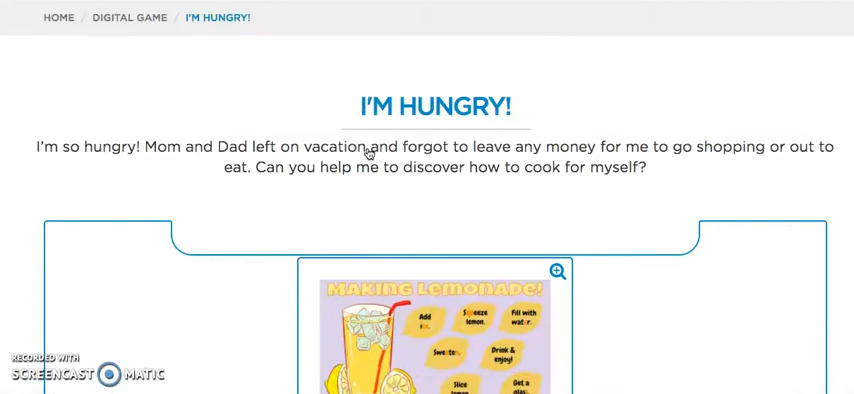 HOME / DIGITAL GAME / I'M HUNGRY!
I'M HUNGRY!
I'm so hungry! Mom and Dad left on vacation and forgot to leave any money for me to go shopping or out to
eat. Can you help me to discover how to cook for myself?
MAKING LEMONADE!
Add
ice.
Squeeze
lemon.
Fill with
water.
Sweeten.
Drink &
enjoy!
Slice
lemon
Get a
glass.
RECORDED WITH
SCREENCAST MATIC